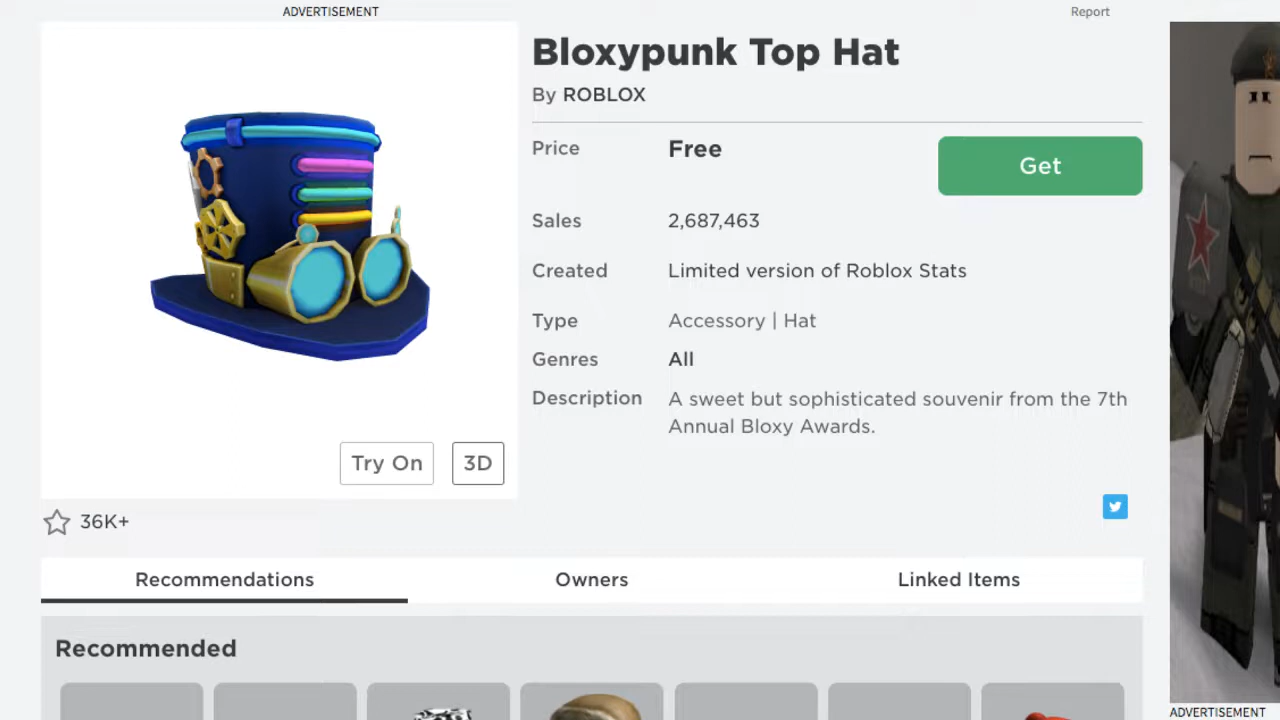 ADVERTISEMENT
Report
Bloxypunk Top Hat
By ROBLOX
Price
Free
Get
Sales
2,687,463
Created
Limited version of Roblox Stats
Type
Accessory | Hat
Genres
All
Description
A sweet but sophisticated souvenir from the 7th
Annual Bloxy Awards.
Try On
3D
36K+
Recommendations
Owners
Linked Items
Recommended
ADVERTISEMENT